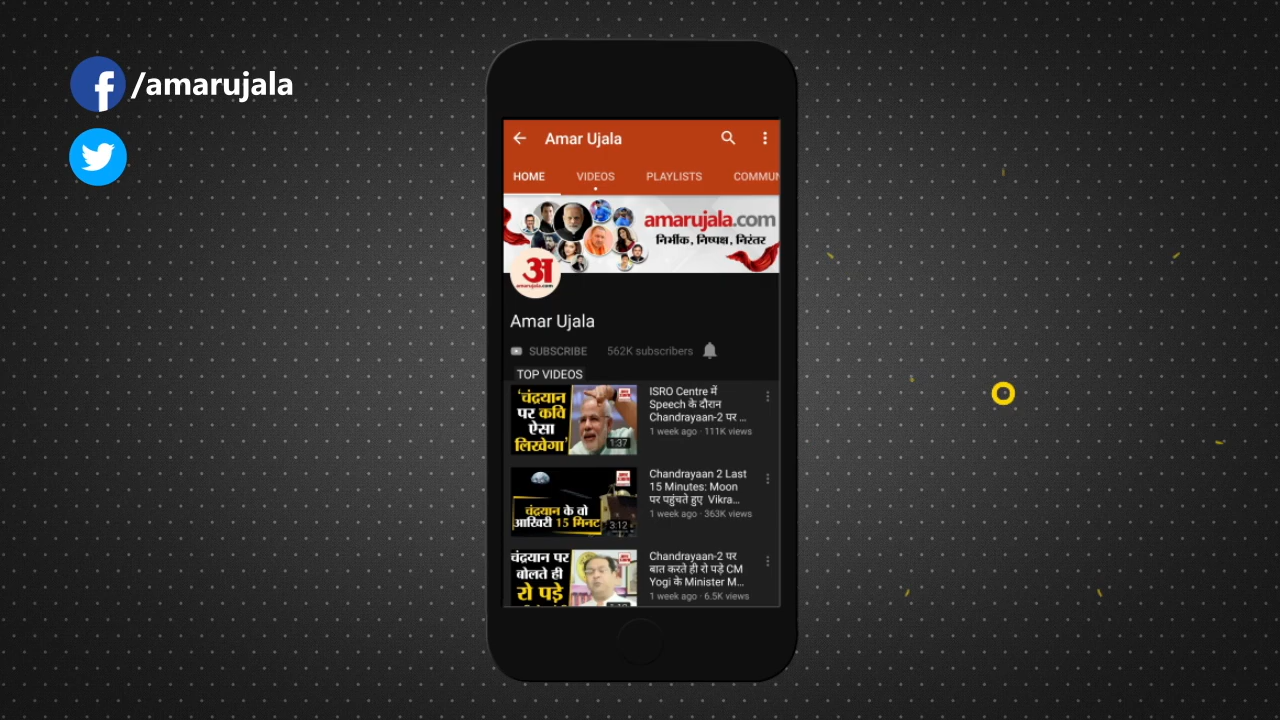 /amarujala
Amar Ujala
HOME VIDEOS PLAYLISTS COMMUN
amarujala.com
निर्भीक, निष्पक्ष, निरंतर
अ
amarujala.com
Amar Ujala
SUBSCRIBE 562K subscribers
TOP VIDEOS
'चंद्रयान
पर कवि
ऐसा
लिखेगा'
1:37
ISRO Centre में
Speech के दौरान
Chandrayaan-2 पर ...
1 week ago · 111K views
चंद्रयान के वो
आखिरी 15 मिनट
3:12
Chandrayaan 2 Last
15 Minutes: Moon
पर पहुंचते हुए Vikra...
1 week ago · 363K views
चंद्रयान पर
बोलते ही
रो पड़े
Chandrayaan-2 पर
बात करते ही रो पड़े CM
Yogi के Minister M...
1 week ago · 6.5K views